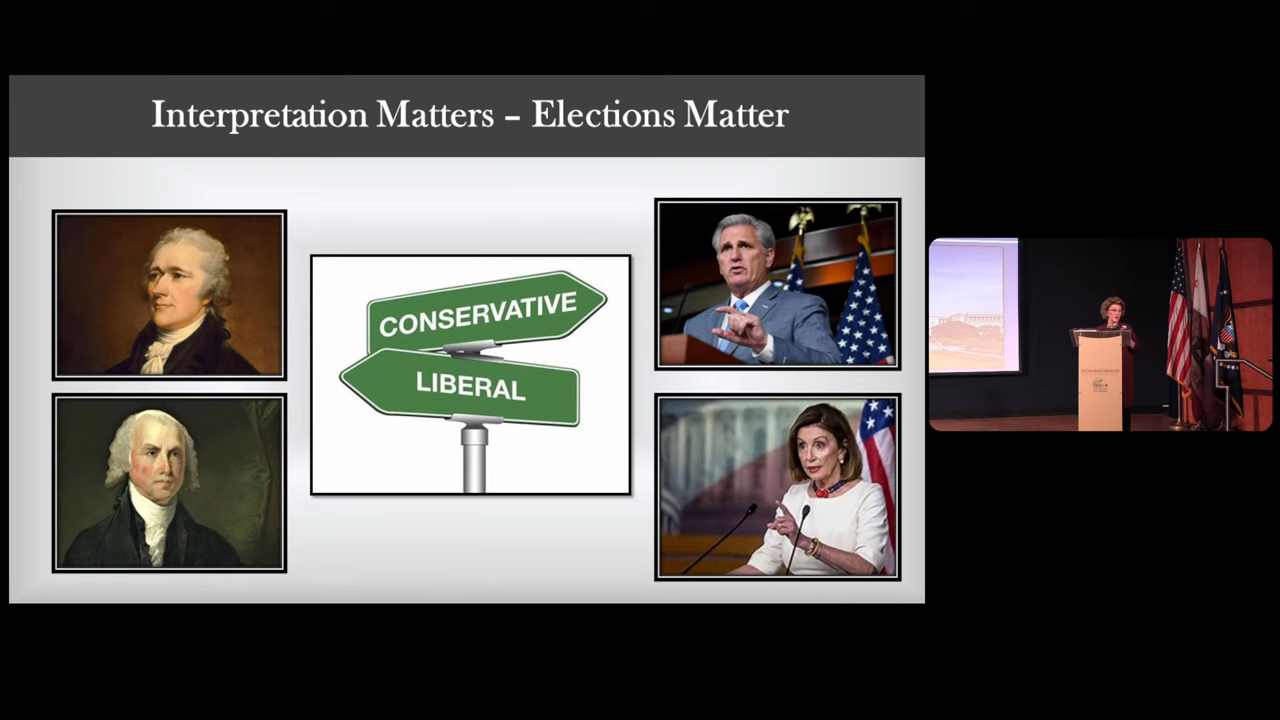 Interpretation Matters – Elections Matter
CONSERVATIVE
LIBERAL